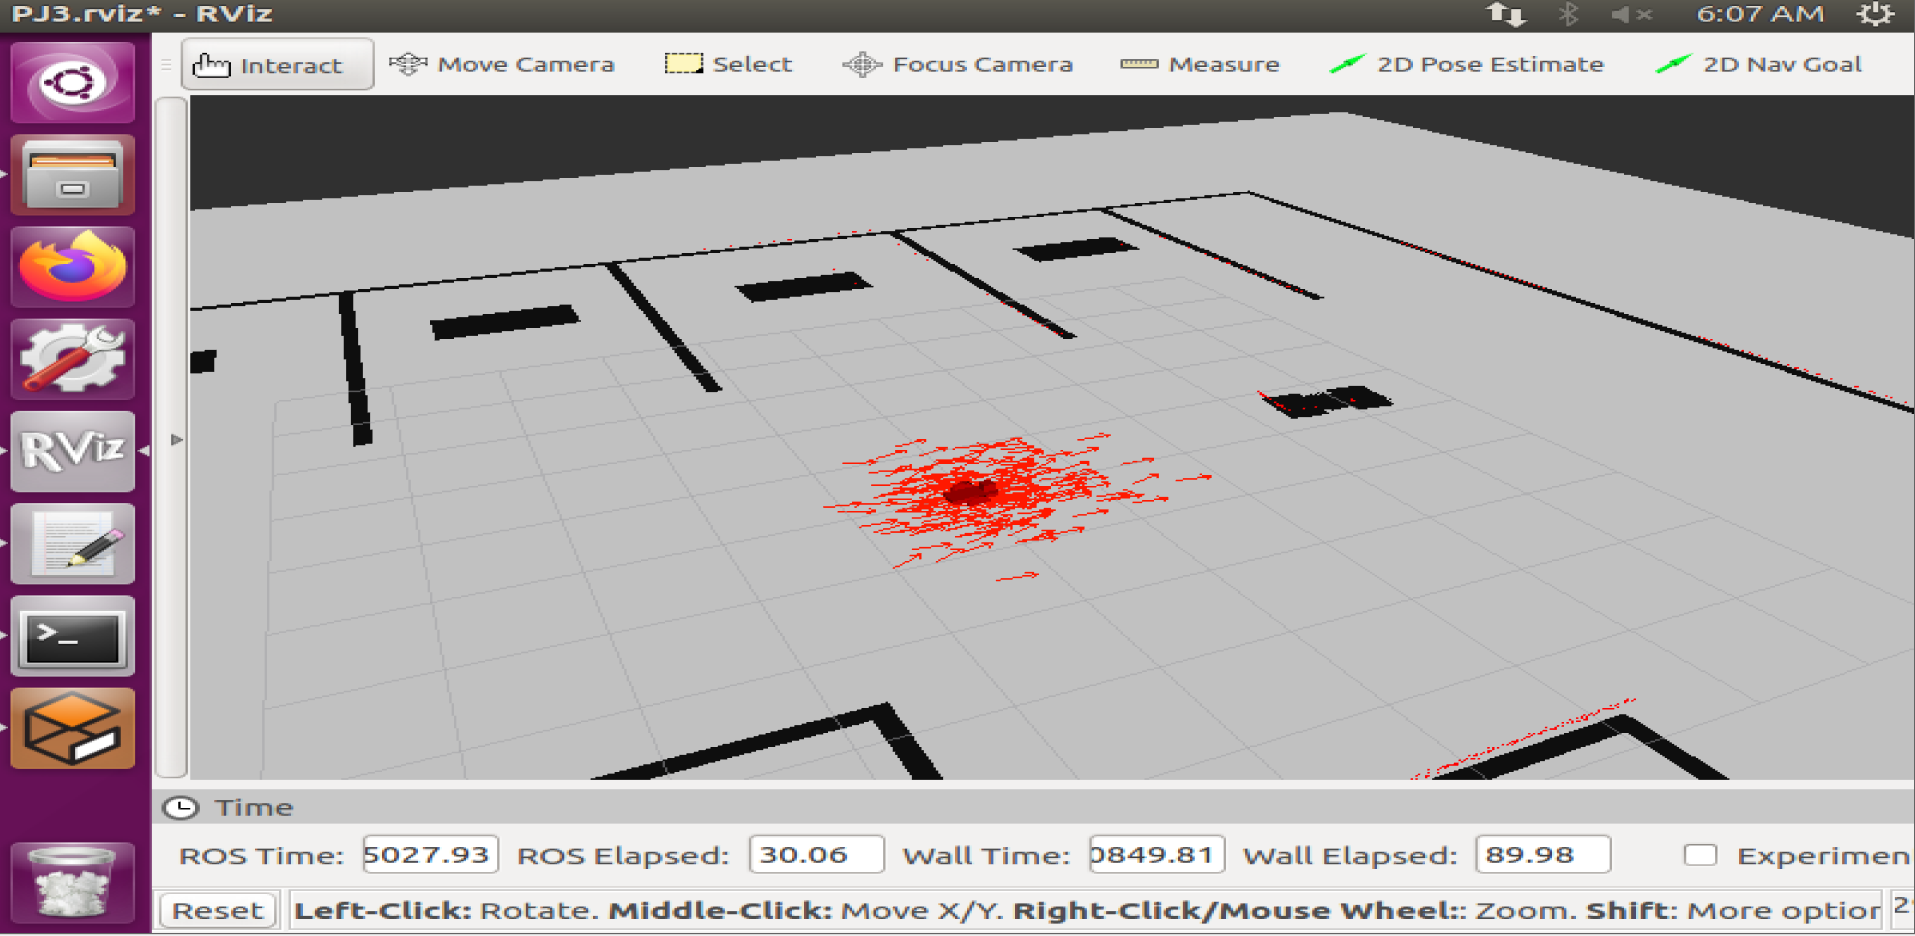 PJ3.rviz* - RViz
6:07 AM
Interact Move Camera Select Focus Camera Measure 2D Pose Estimate 2D Nav Goal
RViz
>_
Time
ROS Time: 5027.93 ROS Elapsed: 30.06 Wall Time: 0849.81 Wall Elapsed: 89.98 Experimen
Reset Left-Click: Rotate. Middle-Click: Move X/Y. Right-Click/Mouse Wheel:: Zoom. Shift: More option